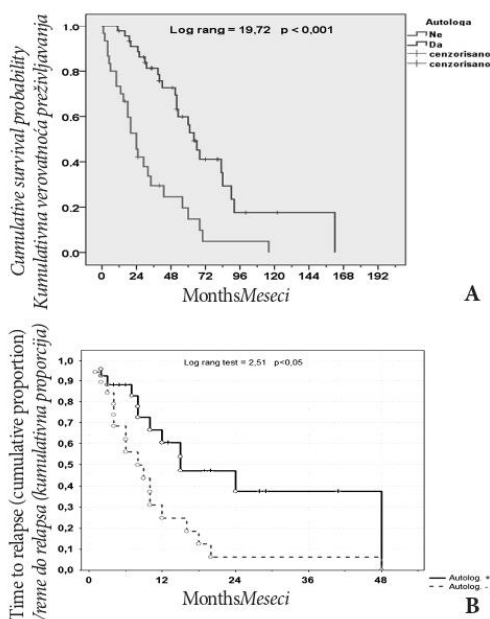 Log rang = 19,72 p < 0,001
Autologa
Ne
Da
cenzorisano
cenzorisano
Cumulative survival probability
Kumulativna verovatnoća preživljavanja
1.0
0.8
0.6
0.4
0.2
0.0
0 24 48 72 96 120 144 168 192
MonthsMeseci
A
Log rang test = 2,51 p<0,05
Time to relapse (cumulative proportion)
reme do relapsa (kumulativna proporcija)
1,0
0,9
0,8
0,7
0,6
0,5
0,4
0,3
0,2
0,1
0,0
0 12 24 36 48
MonthsMeseci
Autolog. +
Autolog. -
B